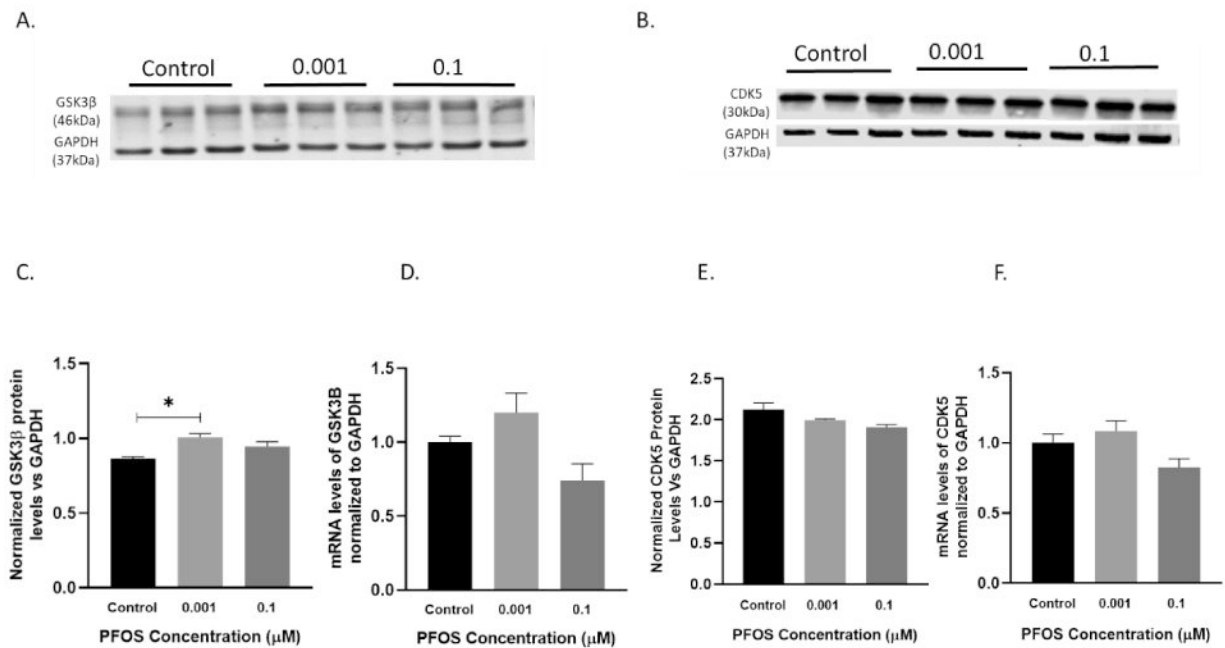 A.
Control 0.001 0.1
GSK3β
(46kDa)
GAPDH
(37kDa)
B.
Control 0.001 0.1
CDK5
(30kDa)
GAPDH
(37kDa)
C.
Normalized GSK3β protein
levels vs GAPDH
1.5
1.0
0.5
0.0
*
Control 0.001 0.1
PFOS Concentration (μM)
D.
mRNA levels of GSK3B
normalized to GAPDH
1.5
1.0
0.5
0.0
Control 0.001 0.1
PFOS Concentration (μM)
E.
Normalized CDK5 Protein
Levels Vs GAPDH
2.5
2.0
1.5
1.0
0.5
0.0
Control 0.001 0.1
PFOS Concentration (μM)
F.
mRNA levels of CDK5
normalized to GAPDH
1.5
1.0
0.5
0.0
Control 0.001 0.1
PFOS Concentration (μM)